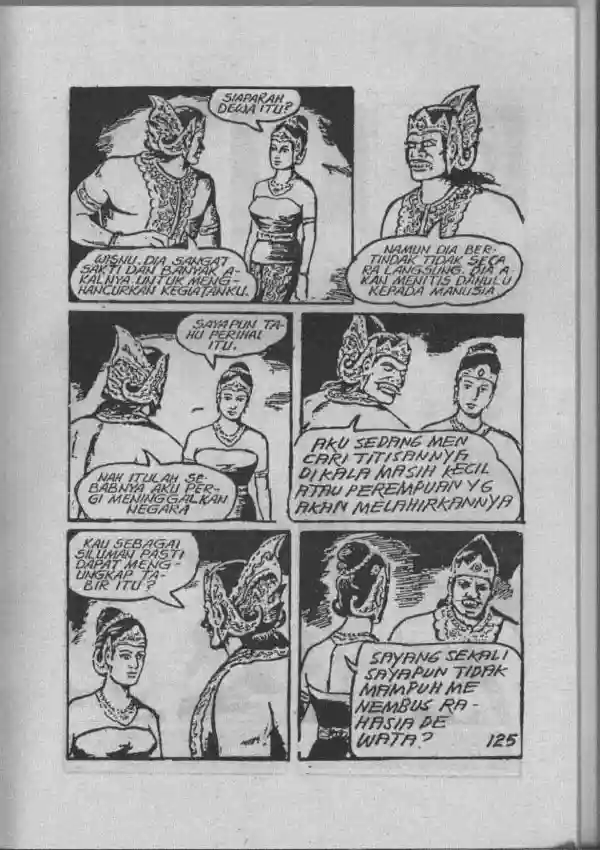 SIAPAKAH
DEWA ITU?
WISNU. DIA SANGAT
SAKTI DAN BANYAK A-
KALNYA UNTUK MENG-
HANCURKAN KEGIATANKU.
NAMUN DIA BER-
TINDAK TIDAK SECA
RA LANGSUNG. DIA A-
KAN MENITIS DAHULU
KEPADA MANUSIA
SAYAPUN TA-
HU PERIHAL
ITU.
NAH ITULAH SE-
BABNYA AKU PER-
GI MENINGGALKAN
NEGARA
AKU SEDANG MEN
CARI TITISANNYA
DIKALA MASIH KECIL
ATAU PEREMPUAN YG
AKAN MELAHIRKANNYA
KAU SEBAGAI
SILUMAN PASTI
DAPAT MENG-
UNGKAP TA-
BIR ITU?
SAYANG SEKALI
SAYAPUN TIDAK
MAMPUH ME
NEMBUS RA-
HASIA DE
WATA?
125